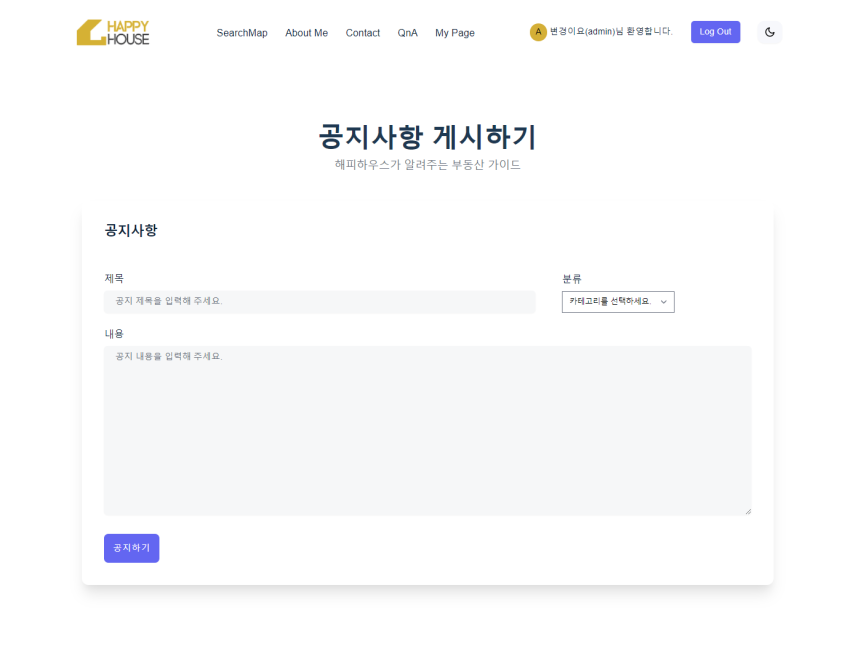 HAPPY
HOUSE
SearchMap About Me Contact QnA My Page
A 변경이요(admin)님 환영합니다.
Log Out
공지사항 게시하기
해피하우스가 알려주는 부동산 가이드
공지사항
제목
분류
공지 제목을 입력해 주세요.
카테고리를 선택하세요.
내용
공지 내용을 입력해 주세요.
공지하기